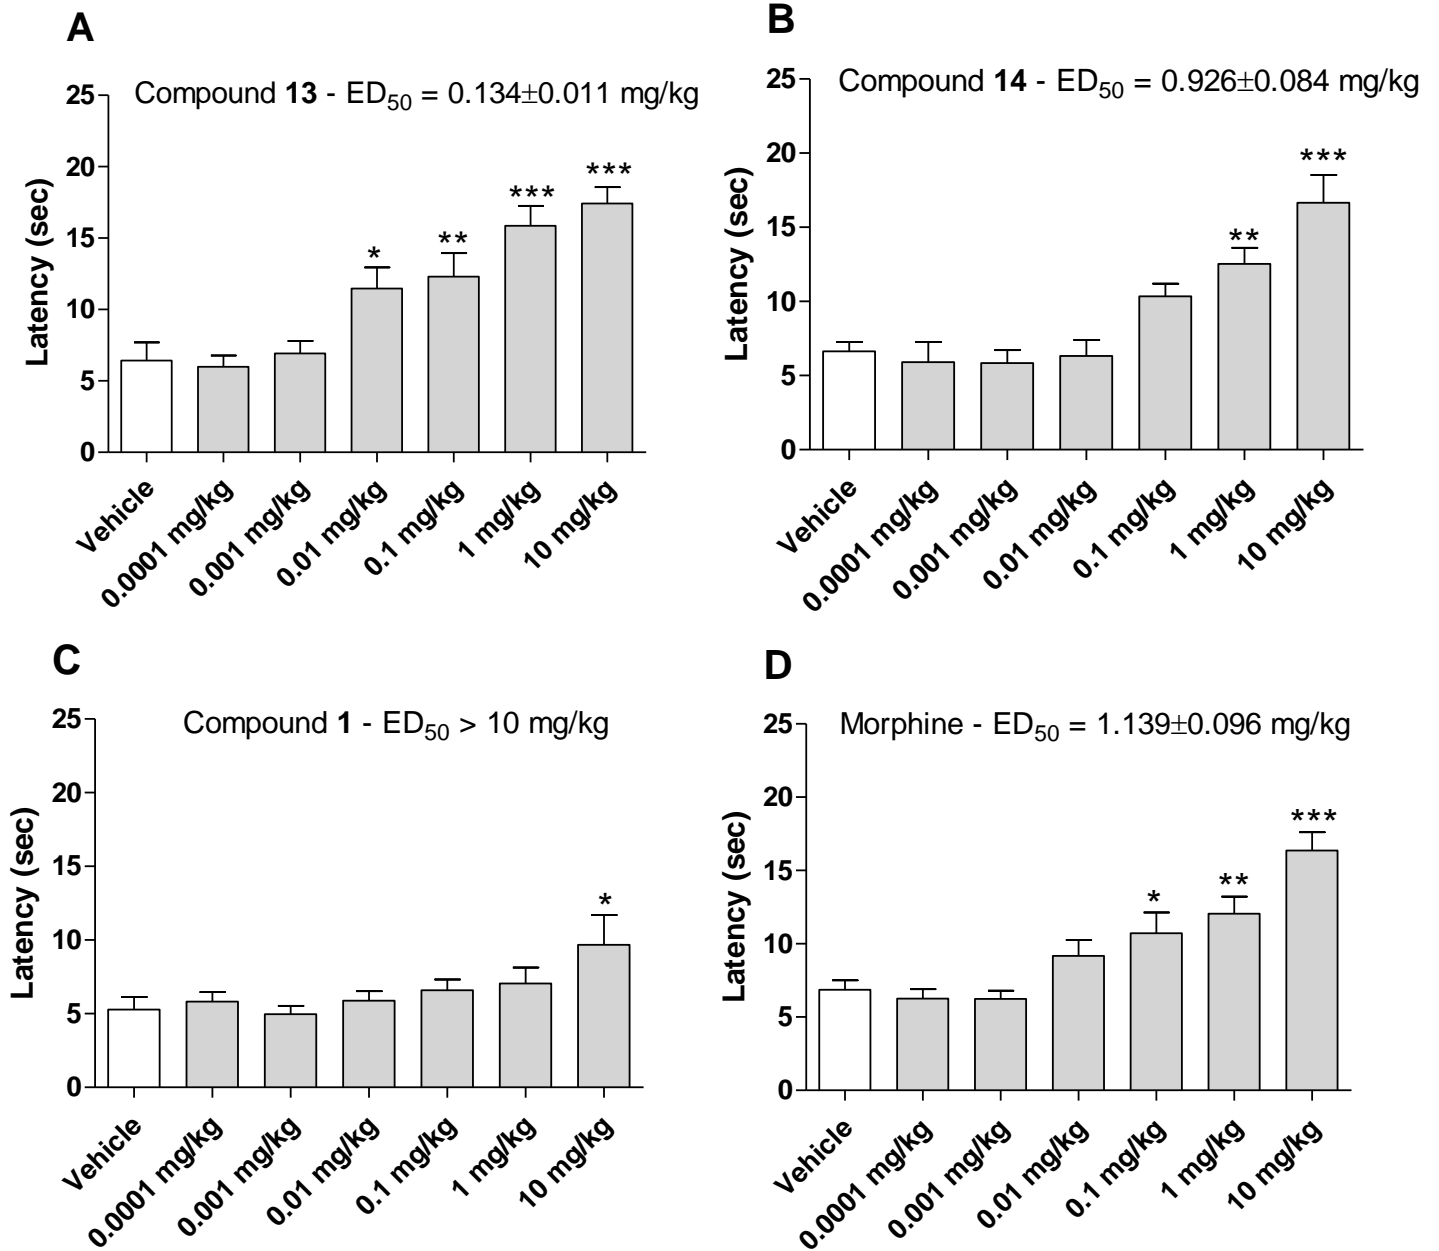 A
Compound 13 - ED50 = 0.134±0.011 mg/kg
Latency (sec)
25
20
15
10
5
0
*
**
***
***
Vehicle
0.0001 mg/kg
0.001 mg/kg
0.01 mg/kg
0.1 mg/kg
1 mg/kg
10 mg/kg
B
Compound 14 - ED50 = 0.926±0.084 mg/kg
Latency (sec)
25
20
15
10
5
0
**
***
Vehicle
0.0001 mg/kg
0.001 mg/kg
0.01 mg/kg
0.1 mg/kg
1 mg/kg
10 mg/kg
C
Compound 1 - ED50 > 10 mg/kg
Latency (sec)
25
20
15
10
5
0
*
Vehicle
0.0001 mg/kg
0.001 mg/kg
0.01 mg/kg
0.1 mg/kg
1 mg/kg
10 mg/kg
D
Morphine - ED50 = 1.139±0.096 mg/kg
Latency (sec)
25
20
15
10
5
0
*
**
***
Vehicle
0.0001 mg/kg
0.001 mg/kg
0.01 mg/kg
0.1 mg/kg
1 mg/kg
10 mg/kg